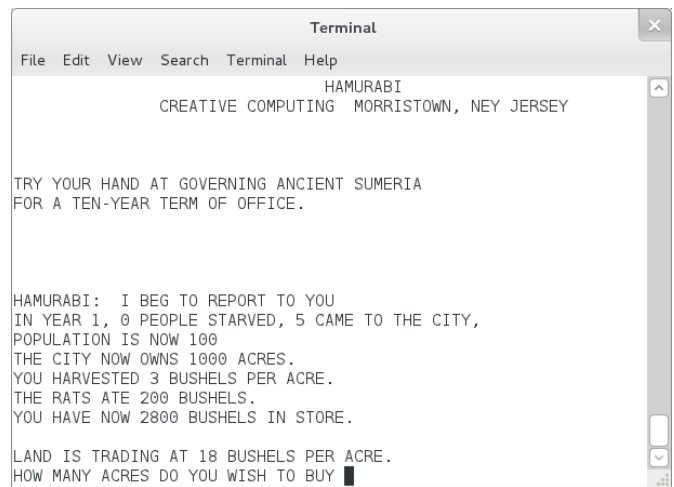 Terminal
File Edit View Search Terminal Help
HAMURABI
CREATIVE COMPUTING MORRISTOWN, NEY JERSEY
TRY YOUR HAND AT GOVERNING ANCIENT SUMERIA
FOR A TEN-YEAR TERM OF OFFICE.
HAMURABI: I BEG TO REPORT TO YOU
IN YEAR 1, 0 PEOPLE STARVED, 5 CAME TO THE CITY,
POPULATION IS NOW 100
THE CITY NOW OWNS 1000 ACRES.
YOU HARVESTED 3 BUSHELS PER ACRE.
THE RATS ATE 200 BUSHELS.
YOU HAVE NOW 2800 BUSHELS IN STORE.
LAND IS TRADING AT 18 BUSHELS PER ACRE.
HOW MANY ACRES DO YOU WISH TO BUY